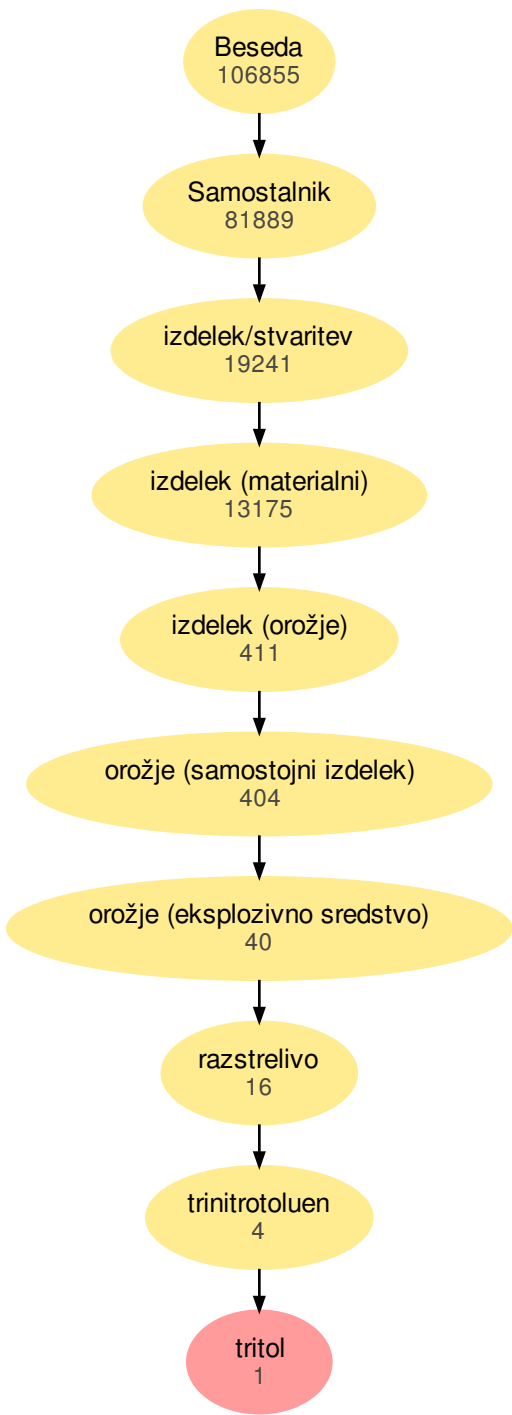 Beseda
106855
Samostalnik
81889
izdelek/stvaritev
19241
izdelek (materialni)
13175
izdelek (orožje)
411
orožje (samostojni izdelek)
404
orožje (eksplozivno sredstvo)
40
razstrelivo
16
trinitrotoluen
4
tritol
1